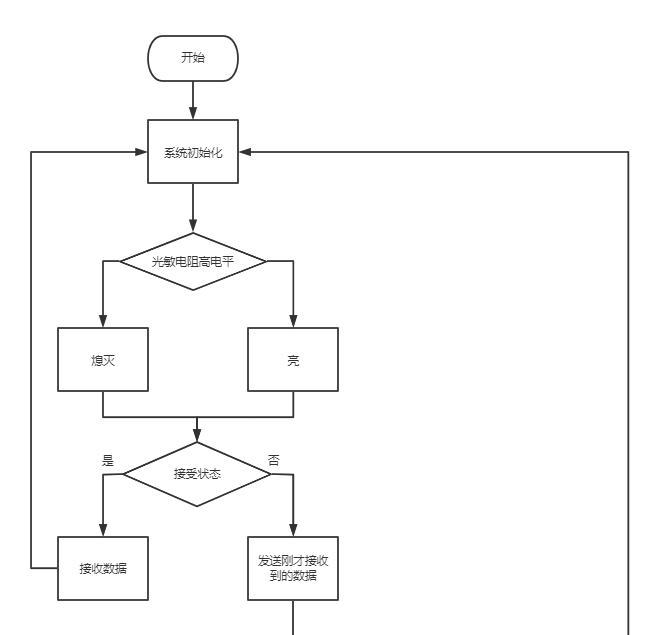 开始
系统初始化
光敏电阻高电平
熄灭
亮
是
否
接受状态
接收数据
发送刚才接收
到的数据